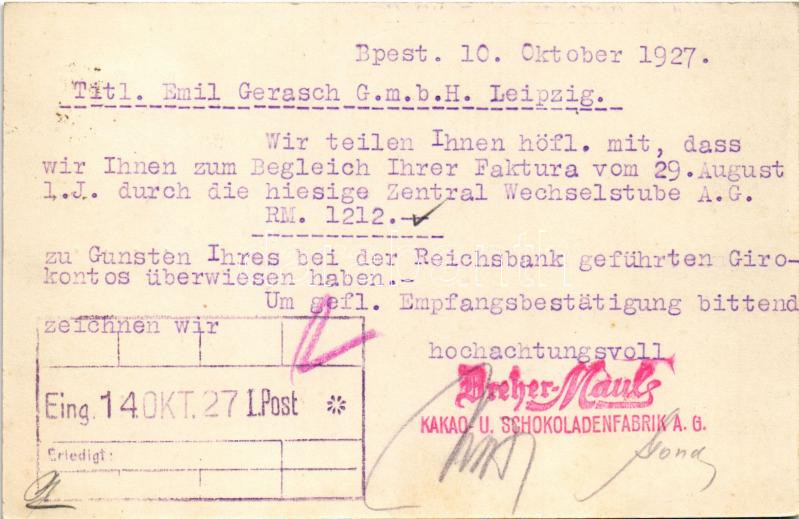 Bpest. 10. Oktober 1927.
Titl. Emil Gerasch G.m.b.H. Leipzig.
Wir teilen Ihnen höfl. mit, dass
wir Ihnen zum Begleich Ihrer Faktura vom 29.August
l.J. durch die hiesige Zentral Wechselstube A.G.
RM. 1212.-
zu Gunsten Ihres bei der Reichsbank geführten Giro-
kontos überwiesen haben.-
Um gefl. Empfangsbestätigung bittend
zeichnen wir
hochachtungsvoll
Dreher-Maul
KAKAO- U. SCHOKOLADENFABRIK A. G.
Eing. 14.OKT.27 I.Post *
Erledigt: